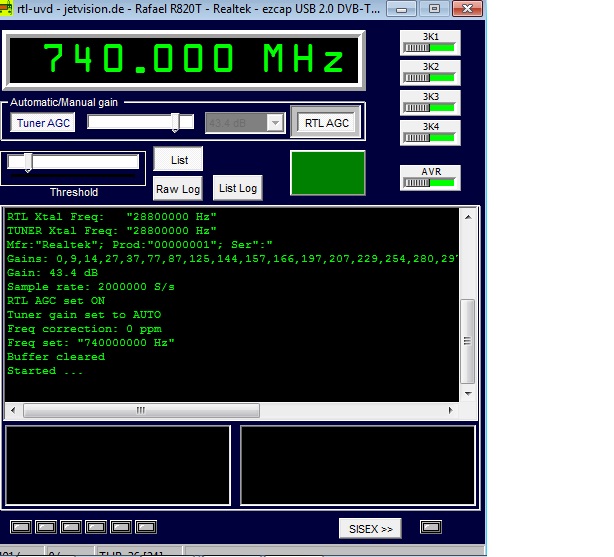 rtl-uvd - jetvision.de - Rafael R820T - Realtek - ezcap USB 2.0 DVB-T...
740.000 MHz
3K1
3K2
3K3
3K4
Automatic/Manual gain
Tuner AGC
43.4 dB
RTL AGC
AVR
Threshold
List
Raw Log
List Log
RTL Xtal Freq: "28800000 Hz"
TUNER Xtal Freq: "28800000 Hz"
Mfr:"Realtek"; Prod:"00000001"; Ser":"
Gains: 0,9,14,27,37,77,87,125,144,157,166,197,207,229,254,280,297
Gain: 43.4 dB
Sample rate: 2000000 S/s
RTL AGC set ON
Tuner gain set to AUTO
Freq correction: 0 ppm
Freq set: "740000000 Hz"
Buffer cleared
Started ...
SISEX >>